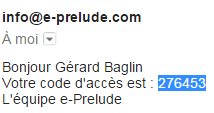 info@e-prelude.com
À moi
Bonjour Gérard Baglin
Votre code d'accès est : 276453
L'équipe e-Prelude